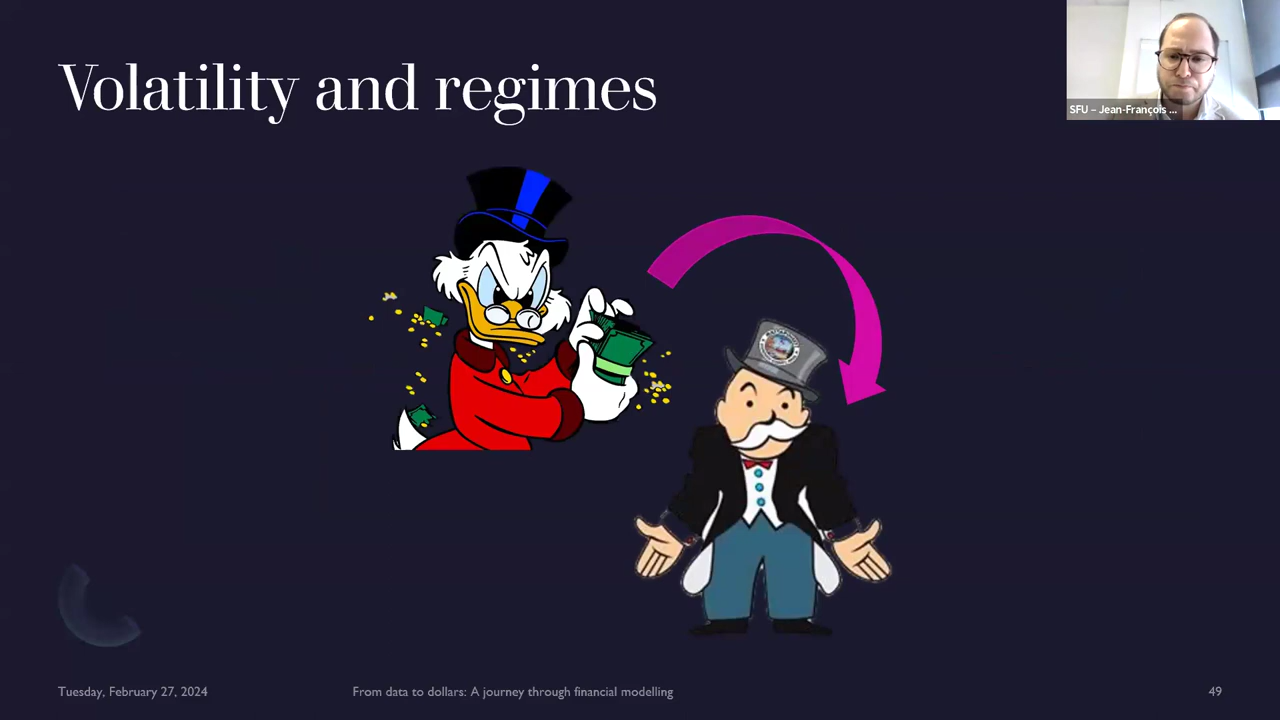 Volatility and regimes
SFU – Jean-François ...
Tuesday, February 27, 2024
From data to dollars: A journey through financial modelling
49